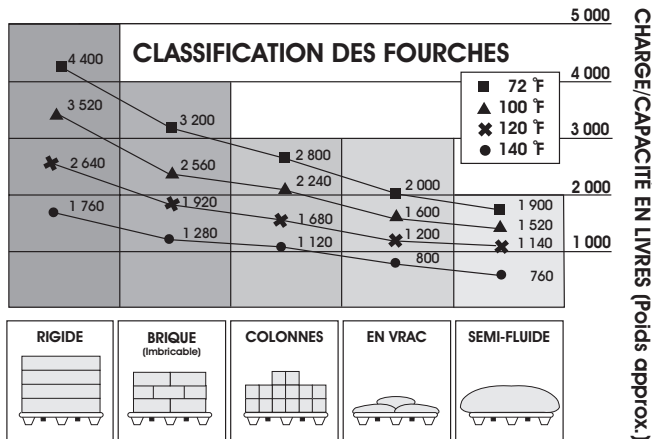 5 000
CLASSIFICATION DES FOURCHES
4 400
4 000
72 °F
100 °F
120 °F
140 °F
3 520
3 200
3 000
2 640
2 560
2 800
2 240
2 000
2 000
1 920
1 900
1 760
1 680
1 600
1 520
1 280
1 200
1 140
1 120
1 000
800
760
CHARGE/CAPACITE EN LIVRES (Poids approx.)
RIGIDE
BRIQUE
(Imbricable)
COLONNES
EN VRAC
SEMI-FLUIDE